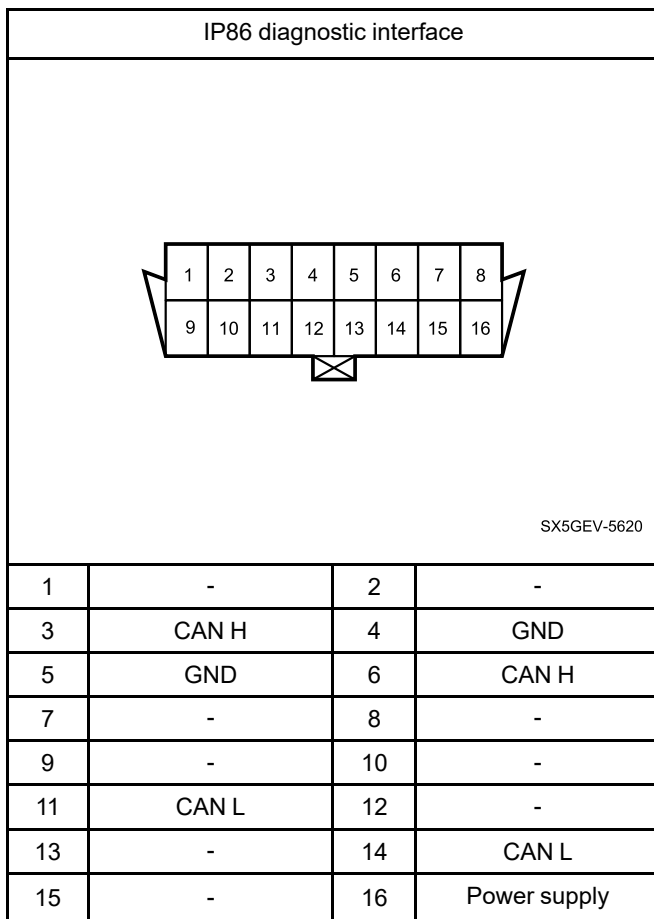 IP86 diagnostic interface
1 2 3 4 5 6 7 8
9 10 11 12 13 14 15 16
SX5GEV-5620
1 - 2 -
3 CAN H 4 GND
5 GND 6 CAN H
7 - 8 -
9 - 10 -
11 CAN L 12 -
13 - 14 CAN L
15 - 16 Power supply